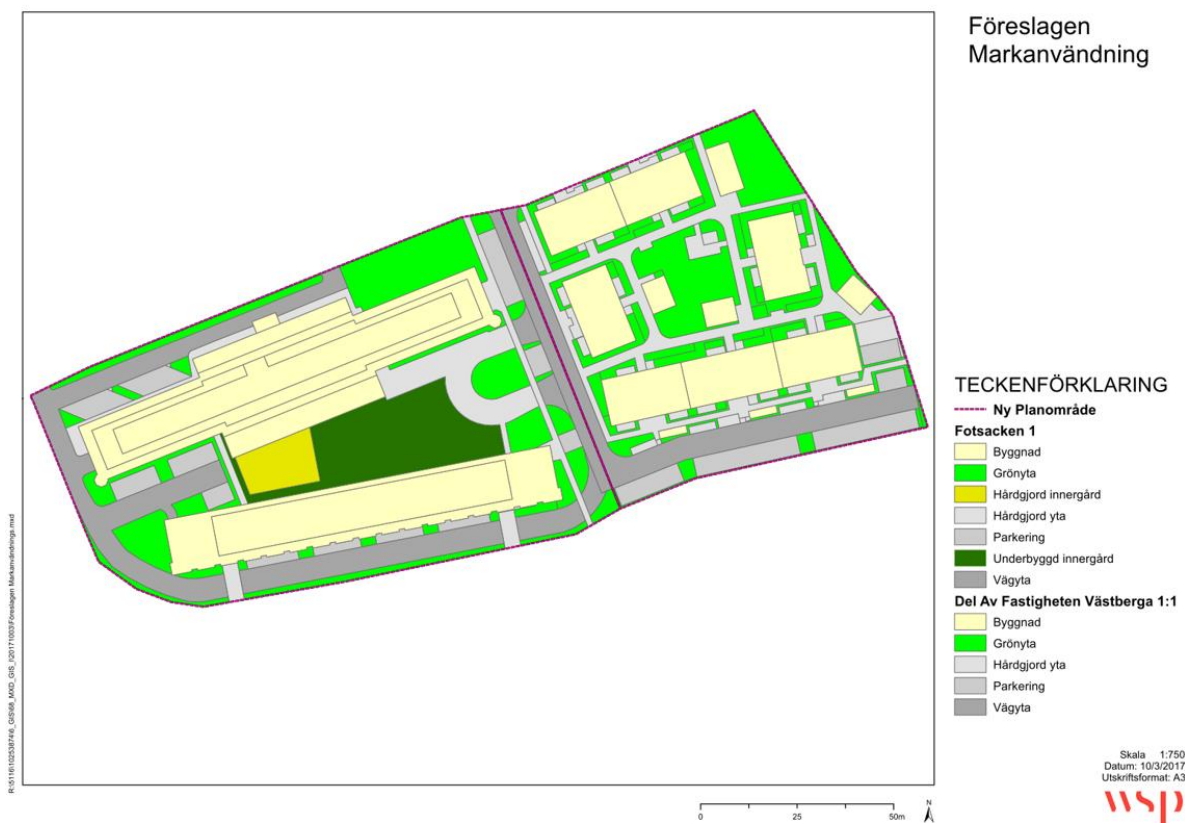 Föreslagen
Markanvändning
TECKENFÖRKLARING
Ny Planområde
Fotsacken 1
Byggnad
Grönyta
Hårdgjord innergård
Hårdgjord yta
Parkering
Underbyggd innergård
Vägyta
Del Av Fastigheten Västberga 1:1
Byggnad
Grönyta
Hårdgjord yta
Parkering
Vägyta
Skala 1:750
Datum: 10/3/2017
Utskriftsformat: A3
wsp
0 25 50m
N